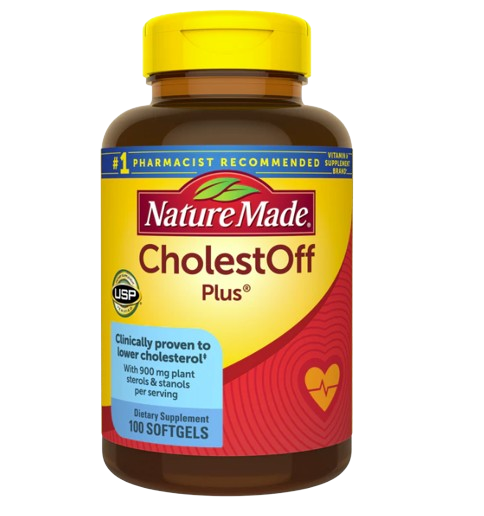 #1 PHARMACIST RECOMMENDED VITAMIN & SUPPLEMENT BRAND
Nature Made®
CholestOff
Plus®
USP
Clinically proven to
lower cholesterol‡
With 900 mg plant
sterols & stanols
per serving
Dietary Supplement
100 SOFTGELS